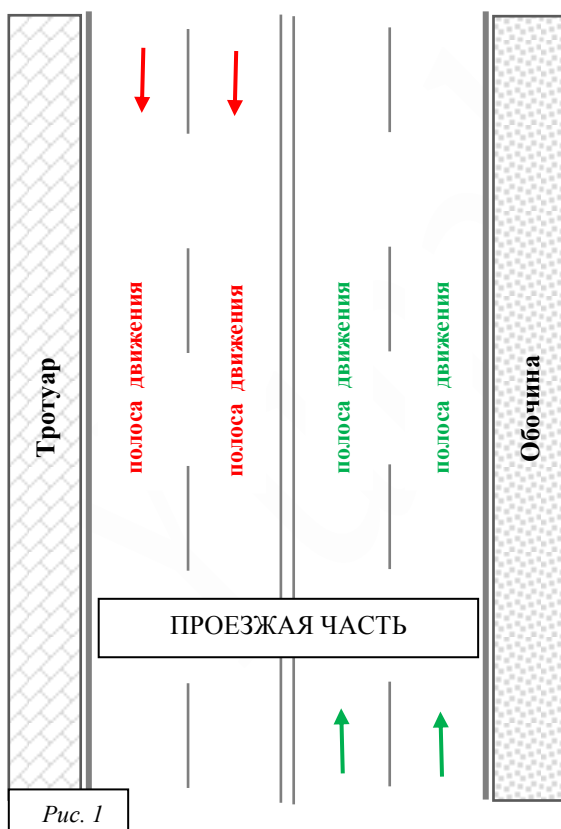 Тротуар
полоса движения
полоса движения
полоса движения
полоса движения
Обочина
ПРОЕЗЖАЯ ЧАСТЬ
Рис. 1